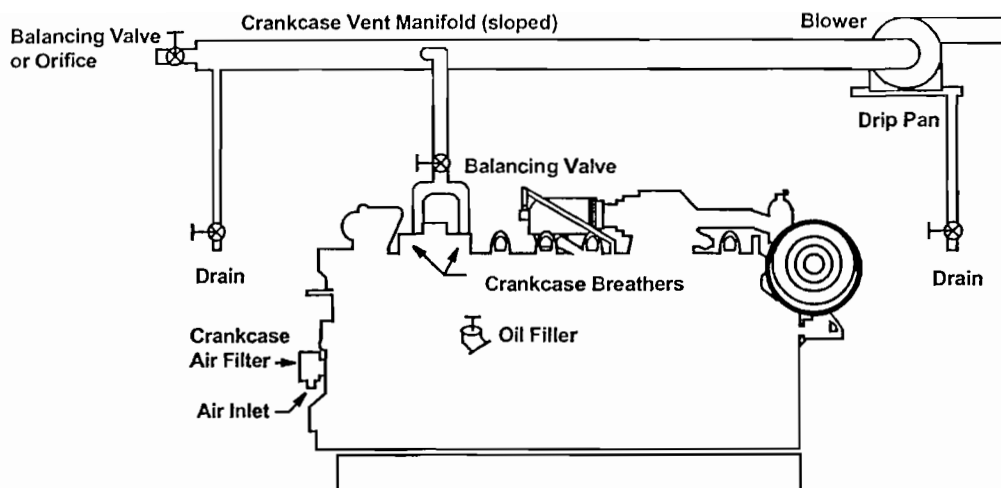 Crankcase Vent Manifold (sloped)
Blower
Balancing Valve
or Orifice
Drip Pan
Balancing Valve
Drain
Crankcase Breathers
Drain
Crankcase
Air Filter
Oil Filler
Air Inlet